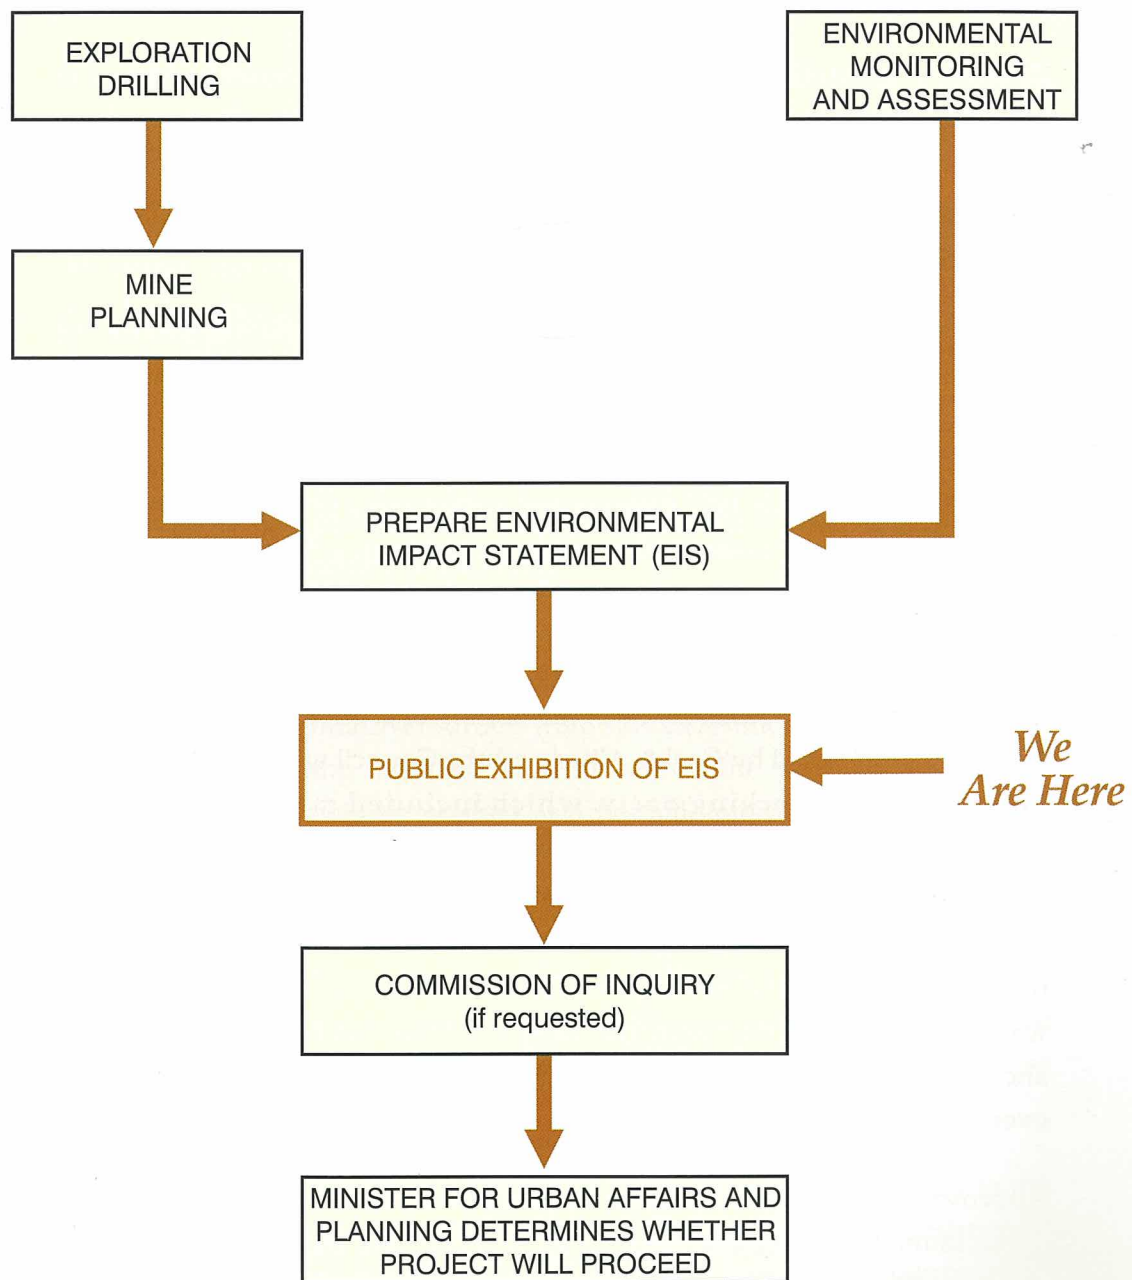 EXPLORATION
DRILLING
ENVIRONMENTAL
MONITORING
AND ASSESSMENT
MINE
PLANNING
PREPARE ENVIRONMENTAL
IMPACT STATEMENT (EIS)
PUBLIC EXHIBITION OF EIS
We
Are Here
COMMISSION OF INQUIRY
(if requested)
MINISTER FOR URBAN AFFAIRS AND
PLANNING DETERMINES WHETHER
PROJECT WILL PROCEED